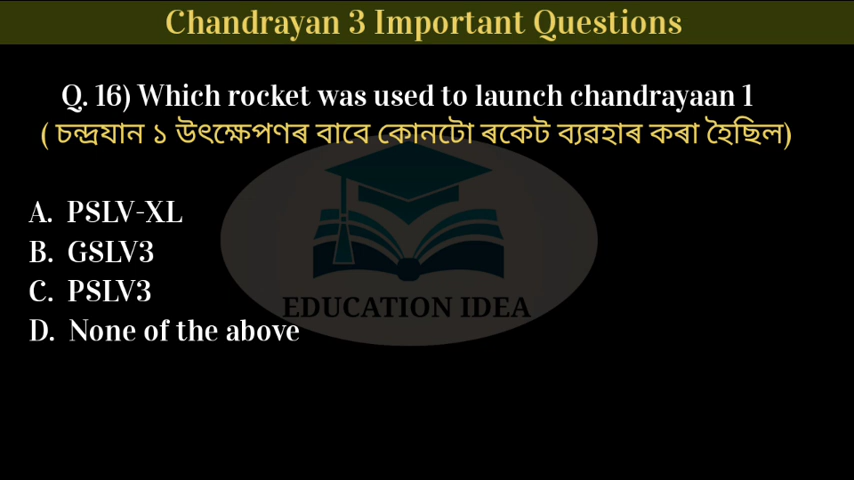 Chandrayan 3 Important Questions
Q. 16) Which rocket was used to launch chandrayaan 1
( চন্দ্ৰযান ১ উৎক্ষেপণৰ বাবে কোনটো ৰকেট ব্যৱহাৰ কৰা হৈছিল)
A. PSLV-XL
B. GSLV3
C. PSLV3
D. None of the above
EDUCATION IDEA